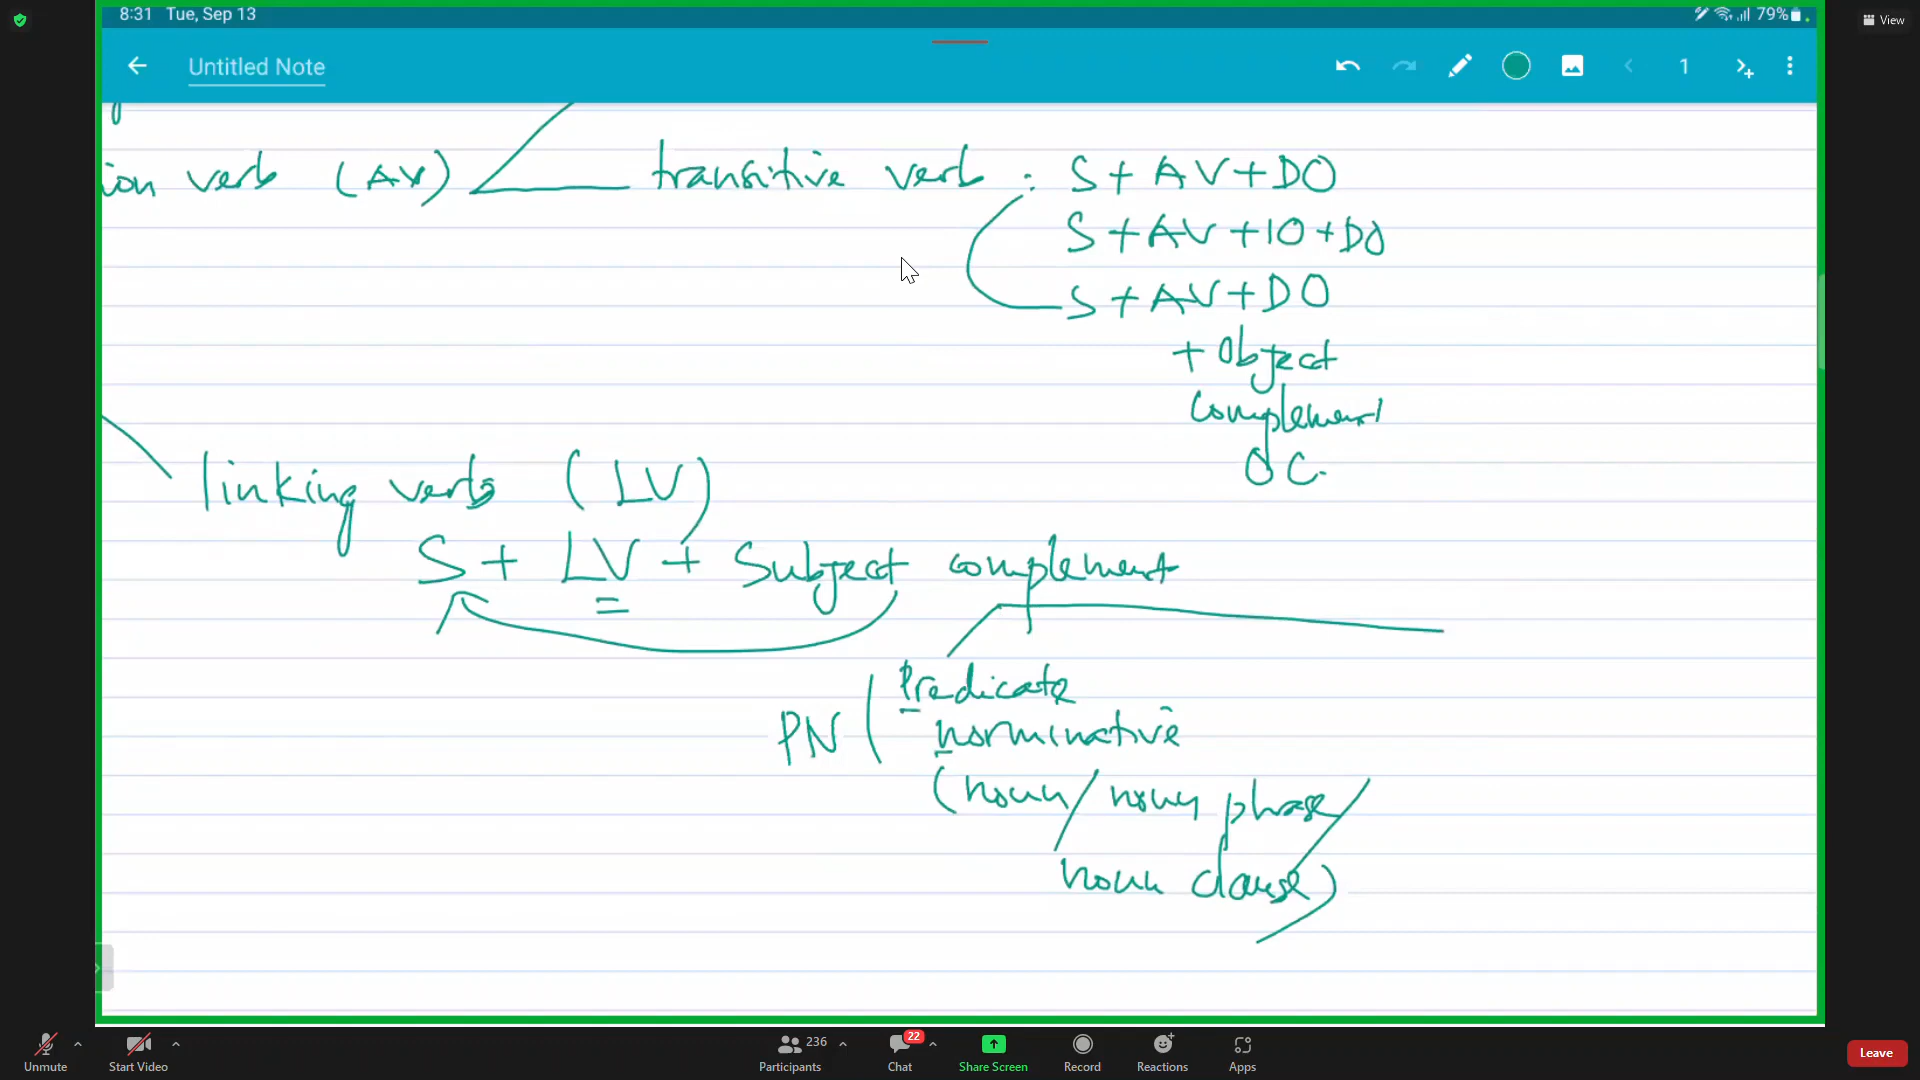 8:31 Tue, Sep 13
79%
View
Untitled Note
1
ion verb (AV)
transitive verb : S + AV + DO
S + AV + IO + DO
S + AV + DO
+ Object
complement
OC
linking verbs (LV)
S + LV + Subject complement
Predicate
PN
norminative
(noun / noun phrase /
noun clause)
Unmute
Start Video
236
Participants
22
Chat
Share Screen
Record
Reactions
Apps
Leave